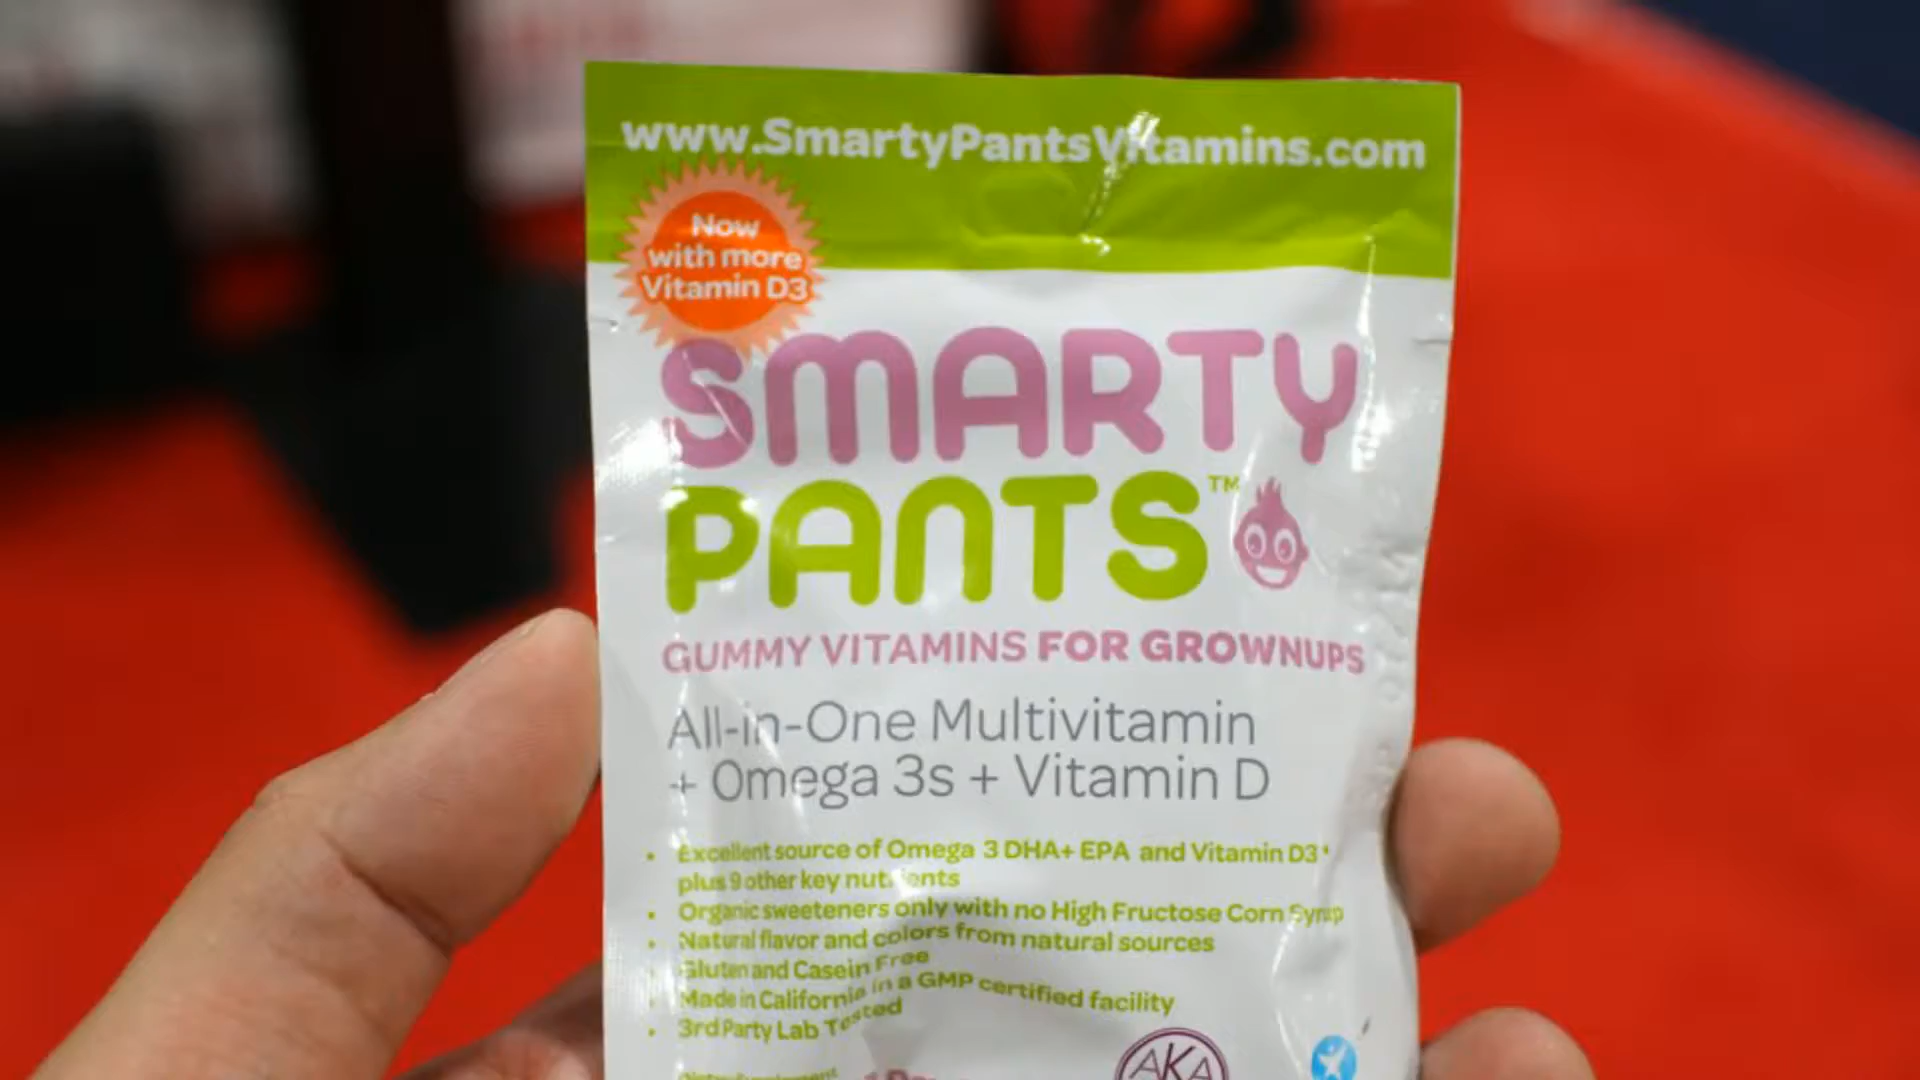 www.SmartyPantsVitamins.com
Now
with more
Vitamin D3
SMARTY
PANTS™
GUMMY VITAMINS FOR GROWNUPS
All-in-One Multivitamin
+ Omega 3s + Vitamin D
• Excellent source of Omega 3 DHA+ EPA and Vitamin D3*
plus 9 other key nutrients
• Organic sweeteners only with no High Fructose Corn Syrup
• Natural flavor and colors from natural sources
• Gluten and Casein Free
• Made in California in a GMP certified facility
• 3rd Party Lab Tested
AKA